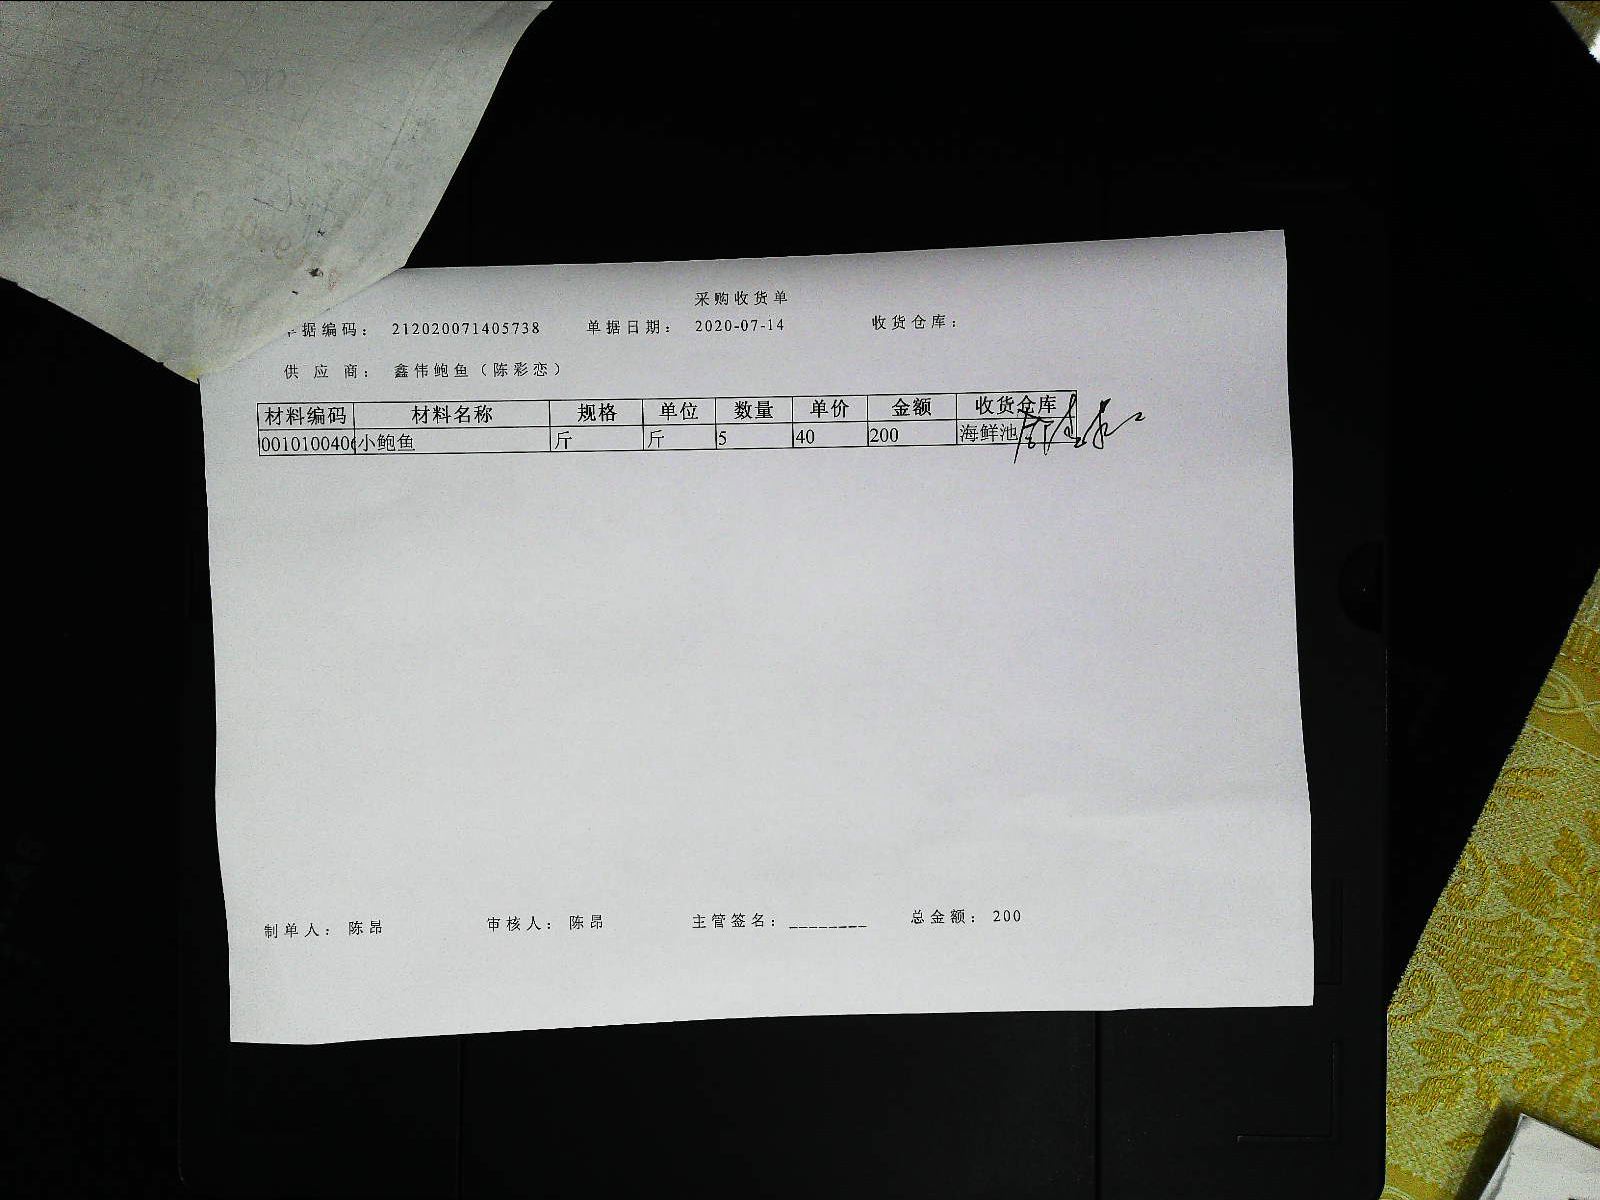 采购收货单
单据编码： 212020071405738 单据日期： 2020-07-14 收货仓库：
供 应 商： 鑫伟鲍鱼（陈彩恋）
材料编码 材料名称 规格 单位 数量 单价 金额 收货仓库
001010040 小鲍鱼 斤 斤 5 40 200 海鲜池
制单人： 陈昂 审核人： 陈昂 主管签名：________ 总金额： 200